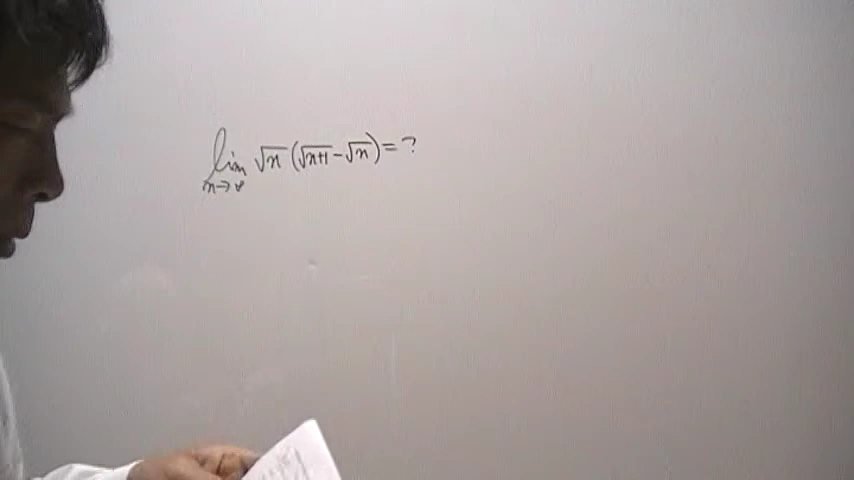 lim √n (√n+1 - √n) = ?
n→∞